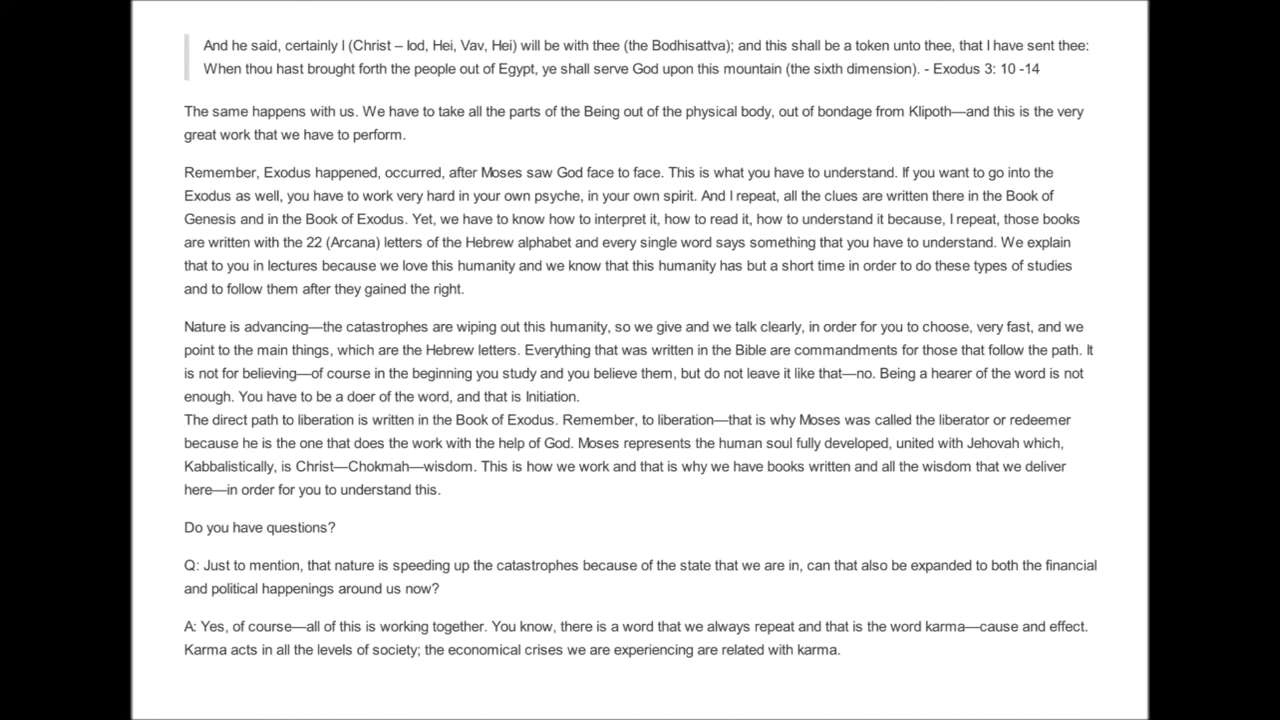 And he said, certainly I (Christ – Iod, Hei, Vav, Hei) will be with thee (the Bodhisattva); and this shall be a token unto thee, that I have sent thee:
When thou hast brought forth the people out of Egypt, ye shall serve God upon this mountain (the sixth dimension). - Exodus 3: 10 -14
The same happens with us. We have to take all the parts of the Being out of the physical body, out of bondage from Klipoth—and this is the very
great work that we have to perform.
Remember, Exodus happened, occurred, after Moses saw God face to face. This is what you have to understand. If you want to go into the
Exodus as well, you have to work very hard in your own psyche, in your own spirit. And I repeat, all the clues are written there in the Book of
Genesis and in the Book of Exodus. Yet, we have to know how to interpret it, how to read it, how to understand it because, I repeat, those books
are written with the 22 (Arcana) letters of the Hebrew alphabet and every single word says something that you have to understand. We explain
that to you in lectures because we love this humanity and we know that this humanity has but a short time in order to do these types of studies
and to follow them after they gained the right.
Nature is advancing—the catastrophes are wiping out this humanity, so we give and we talk clearly, in order for you to choose, very fast, and we
point to the main things, which are the Hebrew letters. Everything that was written in the Bible are commandments for those that follow the path. It
is not for believing—of course in the beginning you study and you believe them, but do not leave it like that—no. Being a hearer of the word is not
enough. You have to be a doer of the word, and that is Initiation.
The direct path to liberation is written in the Book of Exodus. Remember, to liberation—that is why Moses was called the liberator or redeemer
because he is the one that does the work with the help of God. Moses represents the human soul fully developed, united with Jehovah which,
Kabbalistically, is Christ—Chokmah—wisdom. This is how we work and that is why we have books written and all the wisdom that we deliver
here—in order for you to understand this.
Do you have questions?
Q: Just to mention, that nature is speeding up the catastrophes because of the state that we are in, can that also be expanded to both the financial
and political happenings around us now?
A: Yes, of course—all of this is working together. You know, there is a word that we always repeat and that is the word karma—cause and effect.
Karma acts in all the levels of society; the economical crises we are experiencing are related with karma.